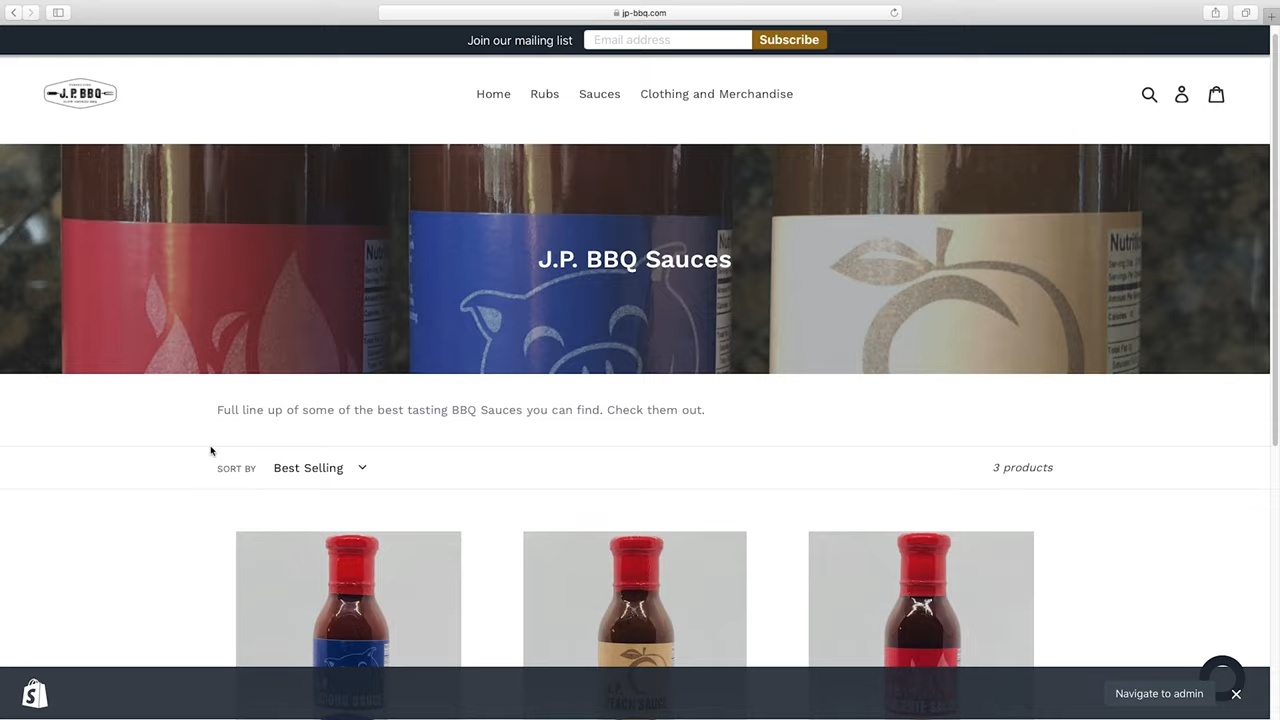 jp-bbq.com
Join our mailing list
Email address
Subscribe
J.P. BBQ
Home
Rubs
Sauces
Clothing and Merchandise
J.P. BBQ Sauces
Full line up of some of the best tasting BBQ Sauces you can find. Check them out.
SORT BY
Best Selling
3 products
Navigate to admin